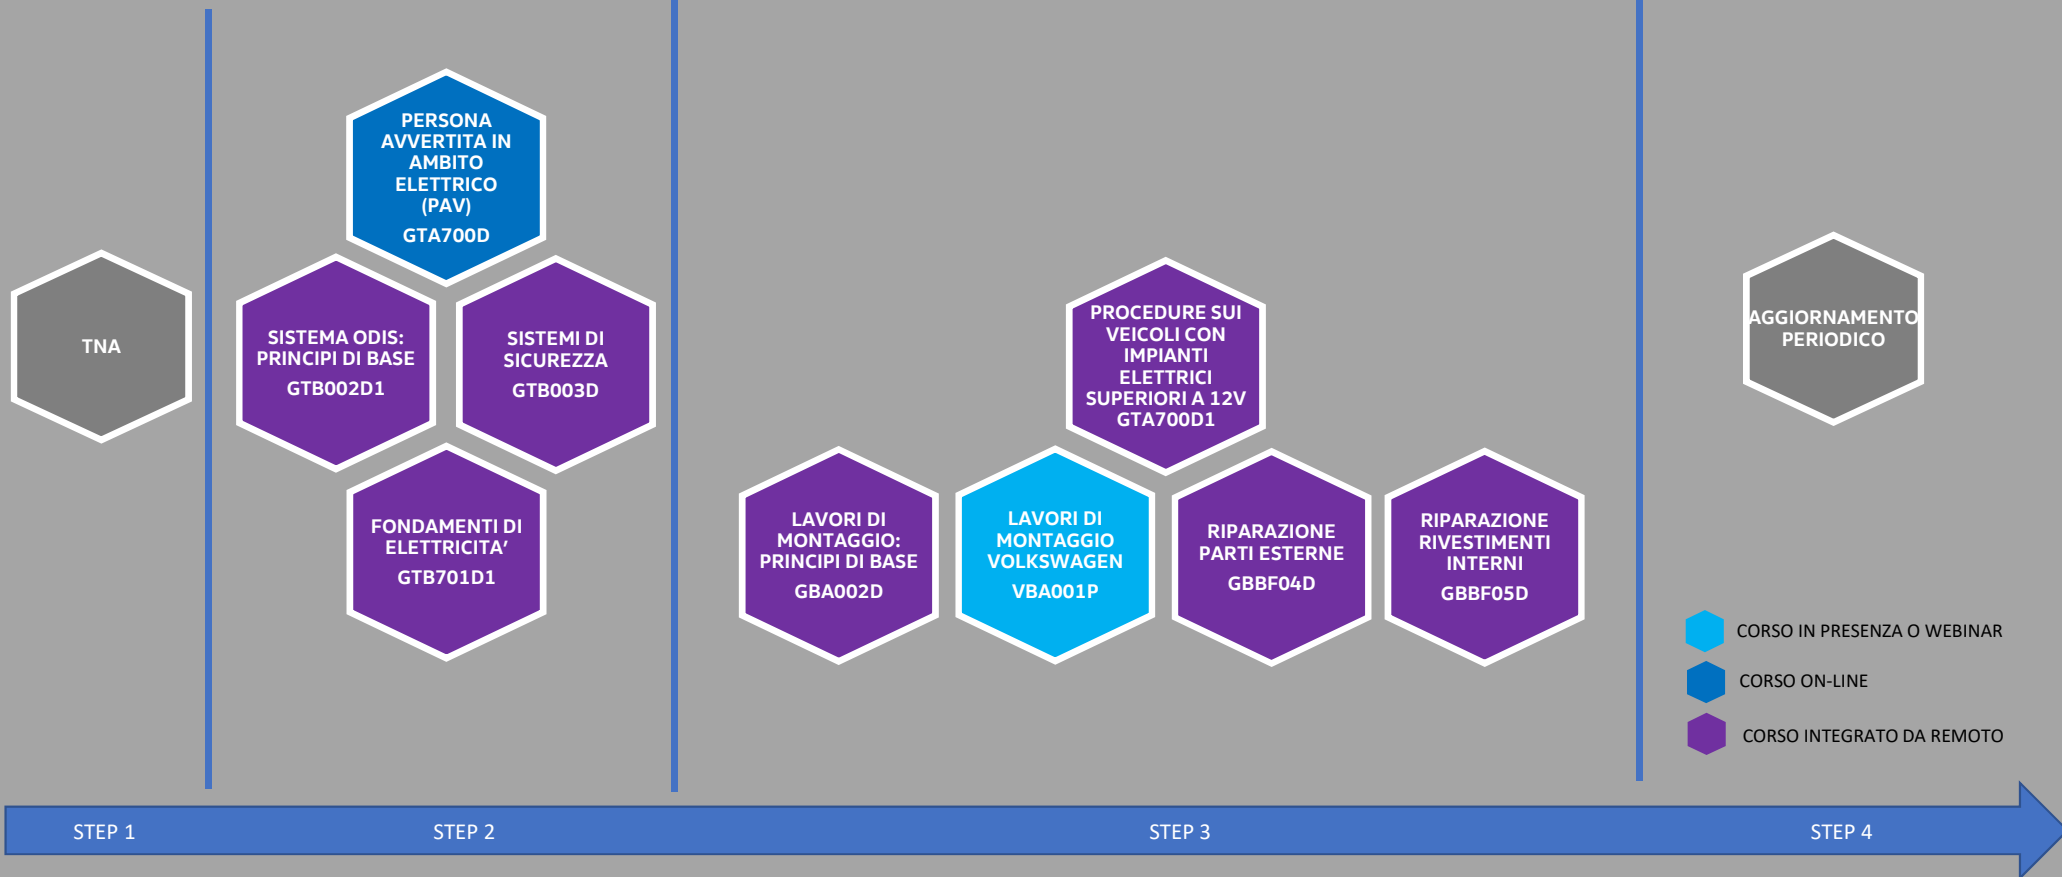 TNA
PERSONA
AVVERTITA IN
AMBITO
ELETTRICO
(PAV)
GTA700D
SISTEMA ODIS:
PRINCIPI DI BASE
GTB002D1
SISTEMI DI
SICUREZZA
GTB003D
FONDAMENTI DI
ELETTRICITA’
GTB701D1
PROCEDURE SUI
VEICOLI CON
IMPIANTI
ELETTRICI
SUPERIORI A 12V
GTA700D1
LAVORI DI
MONTAGGIO:
PRINCIPI DI BASE
GBA002D
LAVORI DI
MONTAGGIO
VOLKSWAGEN
VBA001P
RIPARAZIONE
PARTI ESTERNE
GBBF04D
RIPARAZIONE
RIVESTIMENTI
INTERNI
GBBF05D
AGGIORNAMENTO
PERIODICO
CORSO IN PRESENZA O WEBINAR
CORSO ON-LINE
CORSO INTEGRATO DA REMOTO
STEP 1
STEP 2
STEP 3
STEP 4